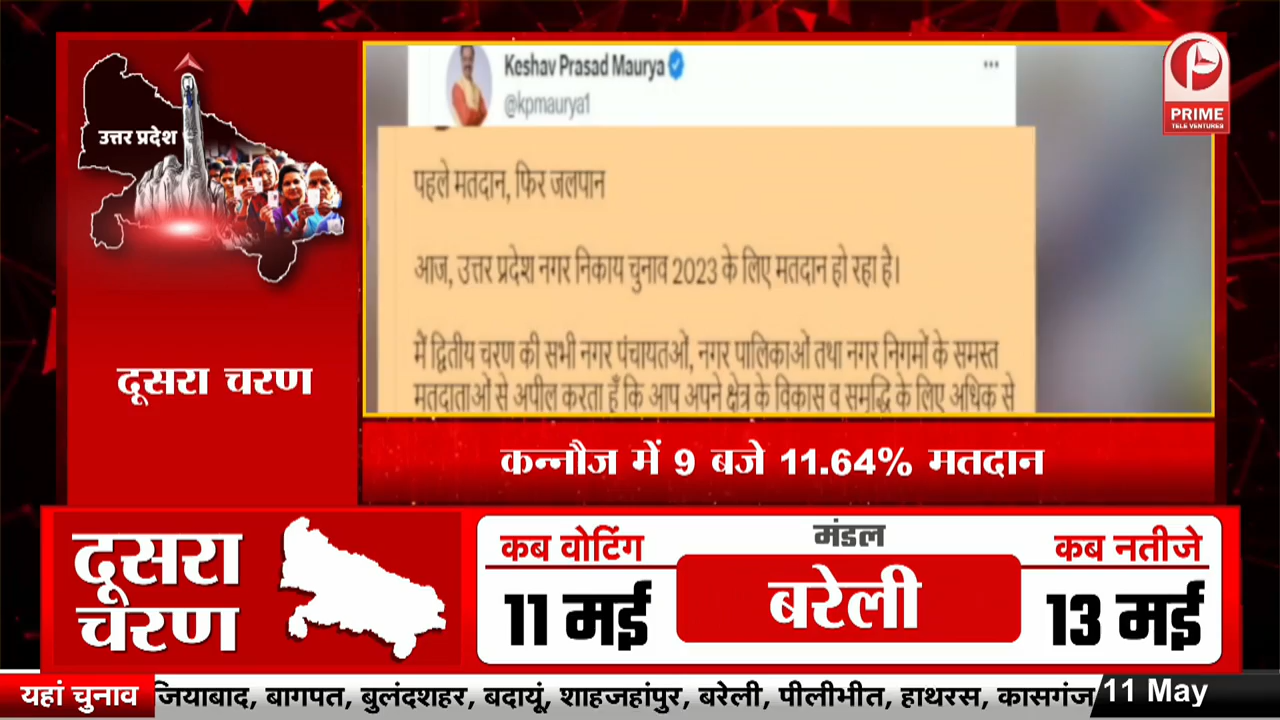 उत्तर प्रदेश
दूसरा चरण
Keshav Prasad Maurya
@kpmaurya1
पहले मतदान, फिर जलपान
आज, उत्तर प्रदेश नगर निकाय चुनाव 2023 के लिए मतदान हो रहा है।
मैं द्वितीय चरण की सभी नगर पंचायतओं, नगर पालिकाओं तथा नगर निगमों के समस्त
मतदाताओं से अपील करता हूँ कि आप अपने क्षेत्र के विकास व समृद्धि के लिए अधिक से
PRIME
TELE VENTURES
कन्नौज में 9 बजे 11.64% मतदान
दूसरा
चरण
कब वोटिंग
11 मई
मंडल
बरेली
कब नतीजे
13 मई
यहां चुनाव
जियाबाद, बागपत, बुलंदशहर, बदायूं, शाहजहांपुर, बरेली, पीलीभीत, हाथरस, कासगंज
11 May